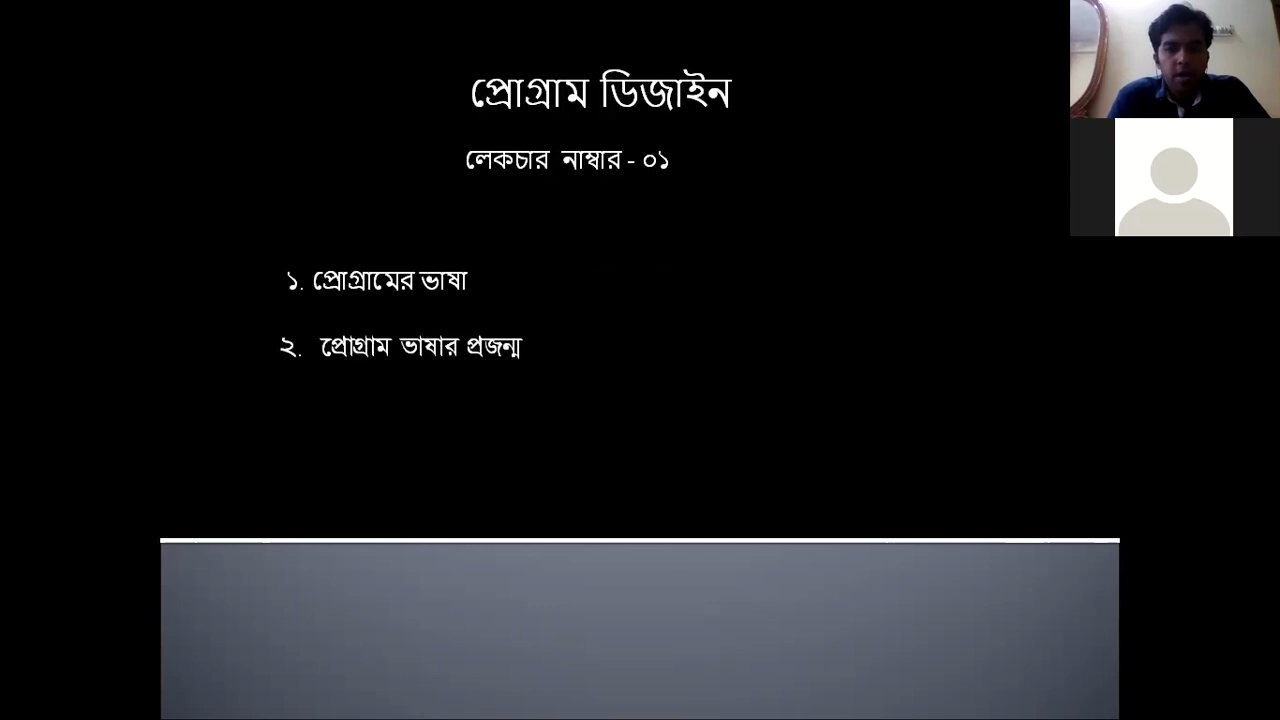 প্রোগ্রাম ডিজাইন
লেকচার নাম্বার - ০১
১. প্রোগ্রামের ভাষা
২. প্রোগ্রাম ভাষার প্রজন্ম